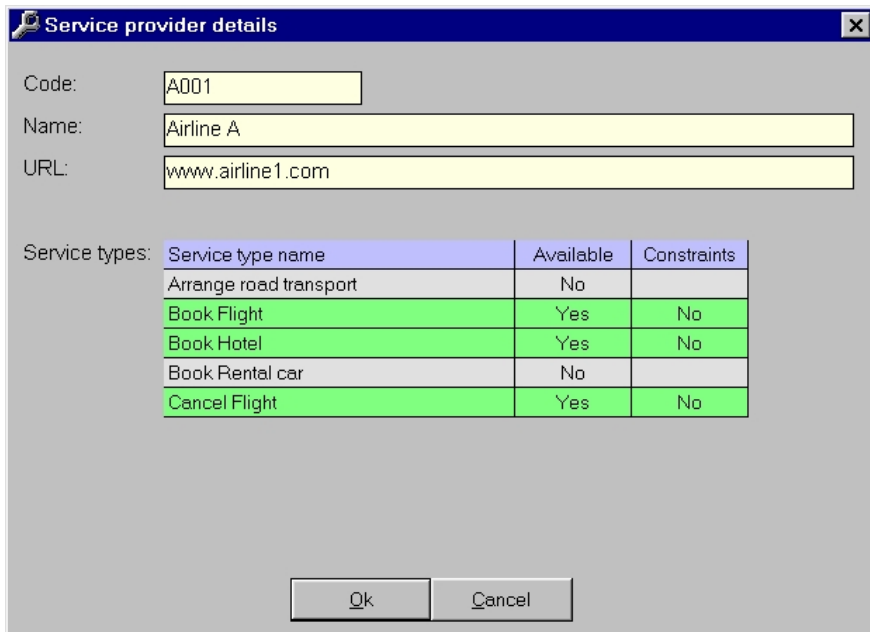 Service provider details
Code: A001
Name: Airline A
URL: www.airline1.com
Service types: Service type name Available Constraints
Arrange road transport No
Book Flight Yes No
Book Hotel Yes No
Book Rental car No
Cancel Flight Yes No
Ok Cancel